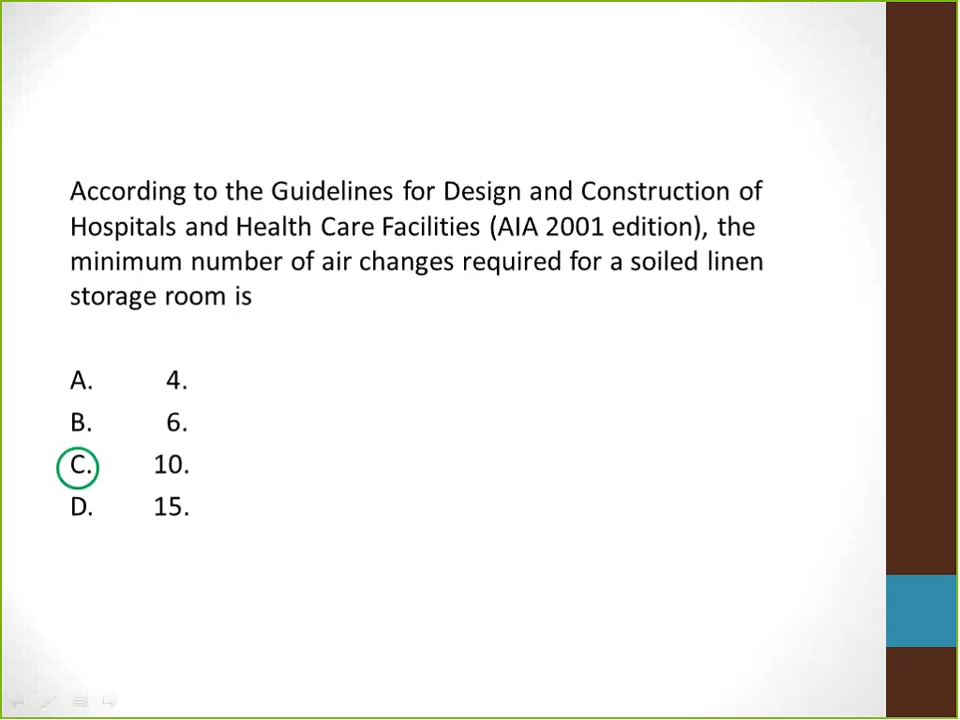 According to the Guidelines for Design and Construction of
Hospitals and Health Care Facilities (AIA 2001 edition), the
minimum number of air changes required for a soiled linen
storage room is
A. 4.
B. 6.
C. 10.
D. 15.